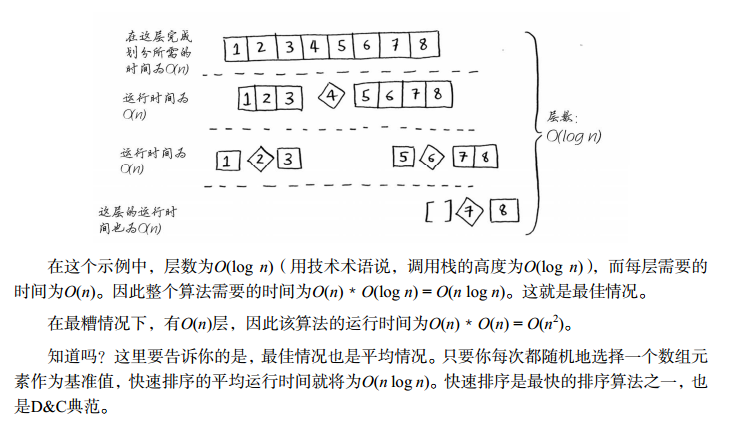 在这层完成
划分所需的
时间为O(n)
1 2 3 4 5 6 7 8
运行时间为
O(n)
1 2 3 4 5 6 7 8
层数:
O(log n)
运行时间为
O(n)
1 2 3 5 6 7 8
这层的运行时
间也为O(n)
[ ] 7 8
在这个示例中，层数为O(log n)（用技术术语说，调用栈的高度为O(log n)），而每层需要的
时间为O(n)。因此整个算法需要的时间为O(n) * O(log n) = O(n log n)。这就是最佳情况。
在最糟情况下，有O(n)层，因此该算法的运行时间为O(n) * O(n) = O(n²)。
知道吗？这里要告诉你的是，最佳情况也是平均情况。只要你每次都随机地选择一个数组元
素作为基准值，快速排序的平均运行时间就将为O(n log n)。快速排序是最快的排序算法之一，也
是D&C典范。